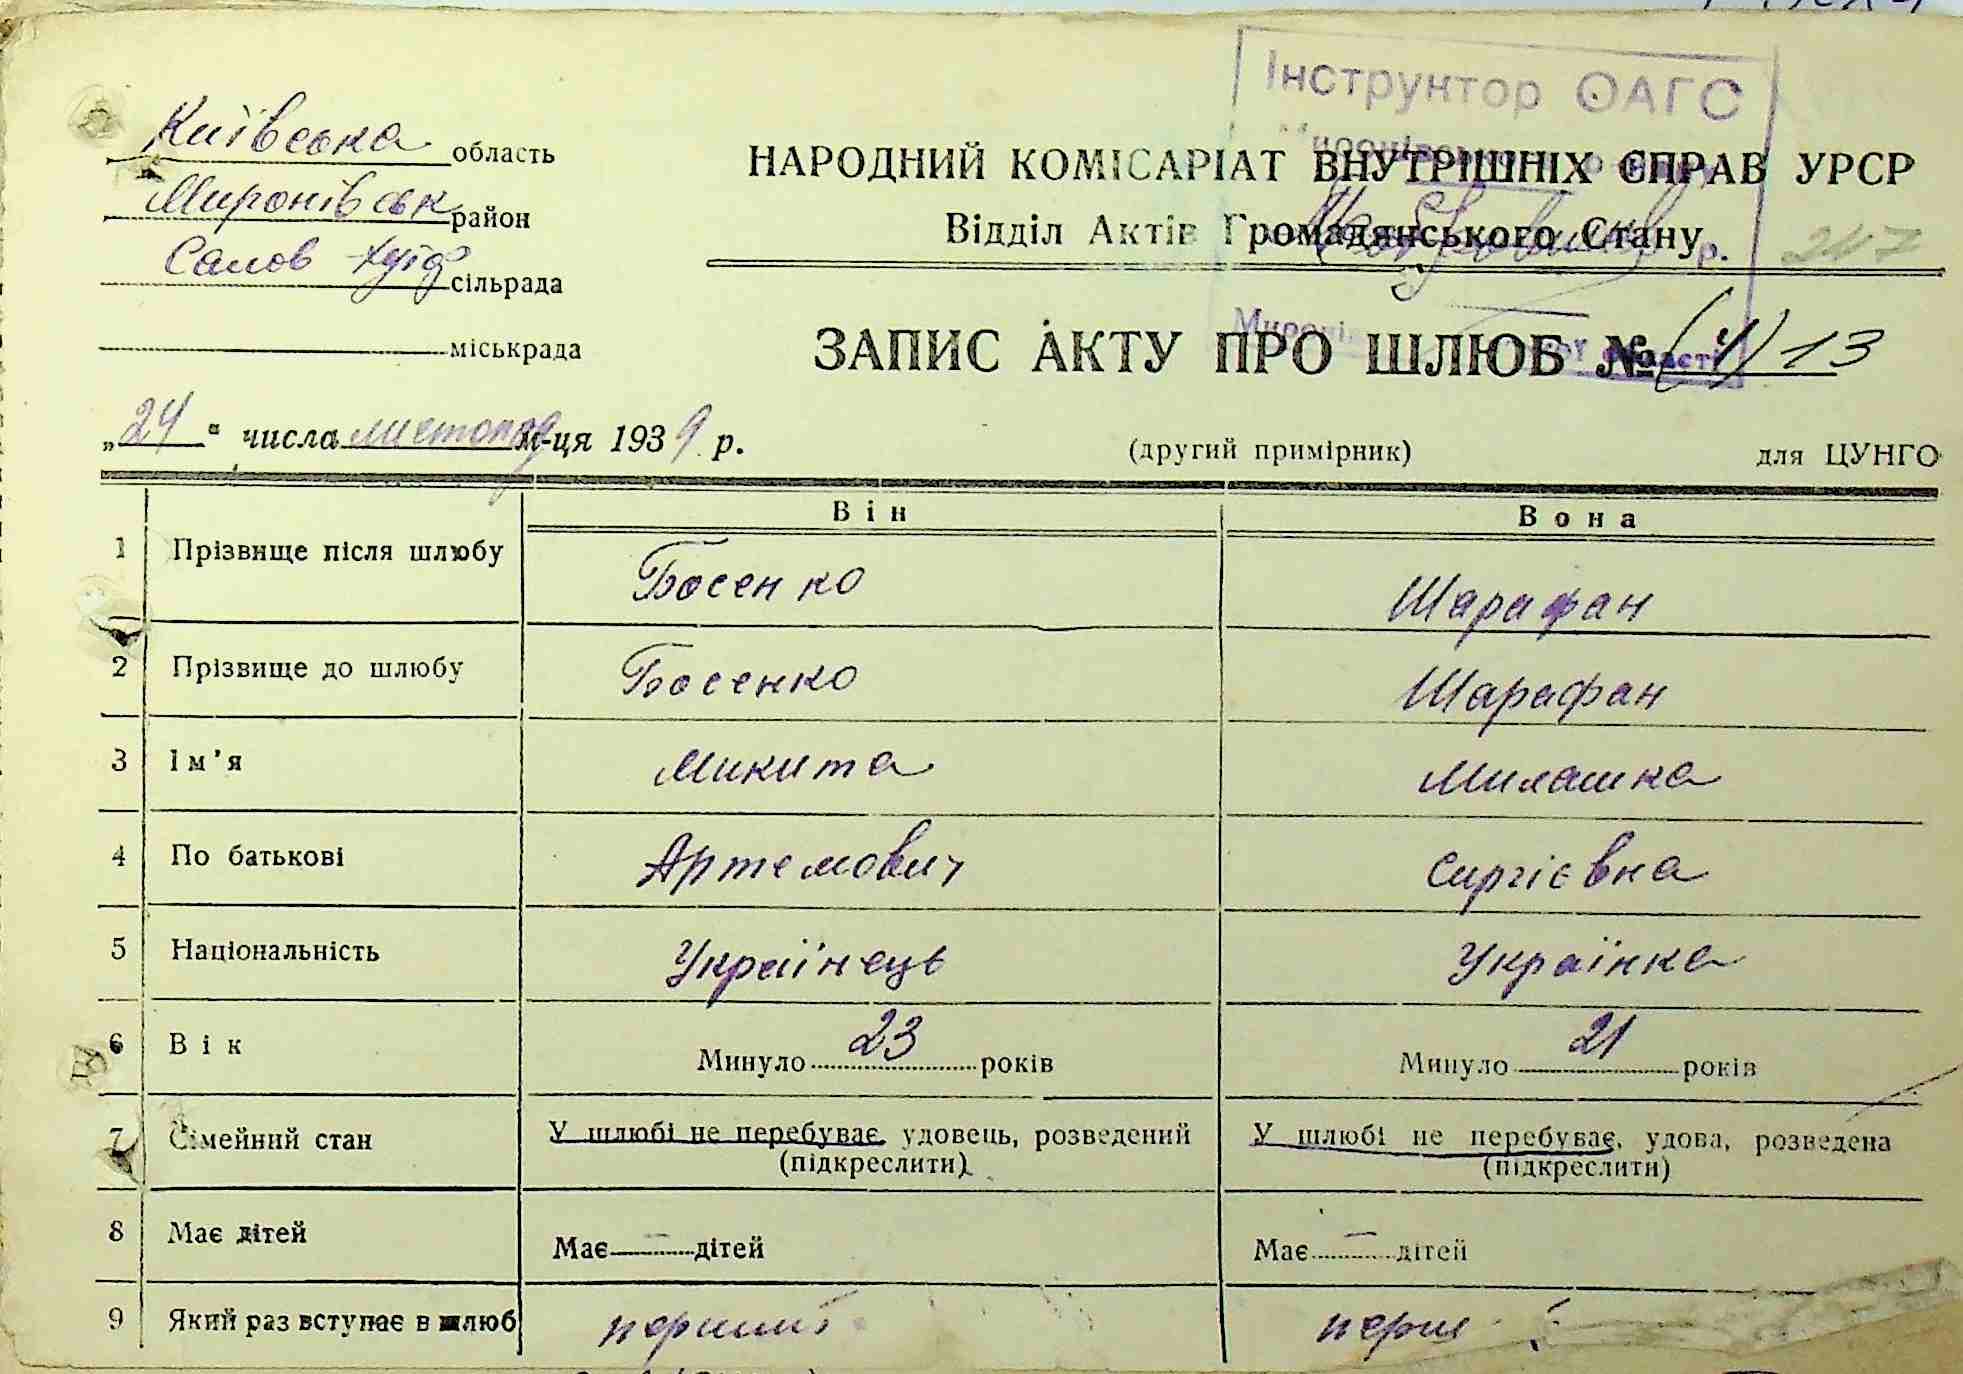 Інструктор ОАГС
Київська область
НАРОДНИЙ КОМІСАРІАТ ВНУТРІШНІХ СПРАВ УРСР
Миронівськ район
Відділ Актів Громадянського Стану
р. 247
сільрада
міськрада
ЗАПИС АКТУ ПРО ШЛЮБ № (4) 13
„24“ числа листопад м-ця 1939 р.
(другий примірник)
для ЦУНГО
Він
Вона
1 Прізвище після шлюбу Босенко Шарафан
2 Прізвище до шлюбу Босенко Шарафан
3 Ім'я Микита Милашка
4 По батькові Артемович Сиргієвна
5 Національність Українець Українка
6 Вік Минуло 23 років Минуло 21 років
7 Сімейний стан У шлюбі не перебуває, удовець, розведений У шлюбі не перебуває, удова, розведена
(підкреслити) (підкреслити)
8 Має дітей Має — дітей Має — дітей
9 Який раз вступає в шлюб перший перш